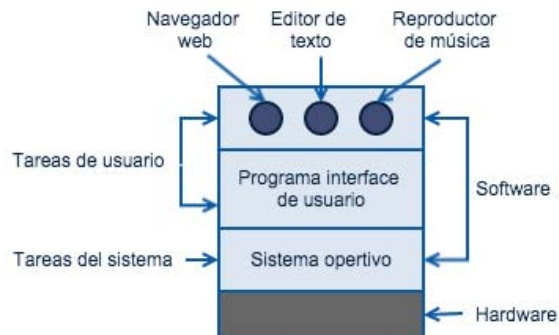 Navegador
web
Editor de
texto
Reproductor
de música
Tareas de usuario
Programa interface
de usuario
Software
Tareas del sistema
Sistema opertivo
Hardware